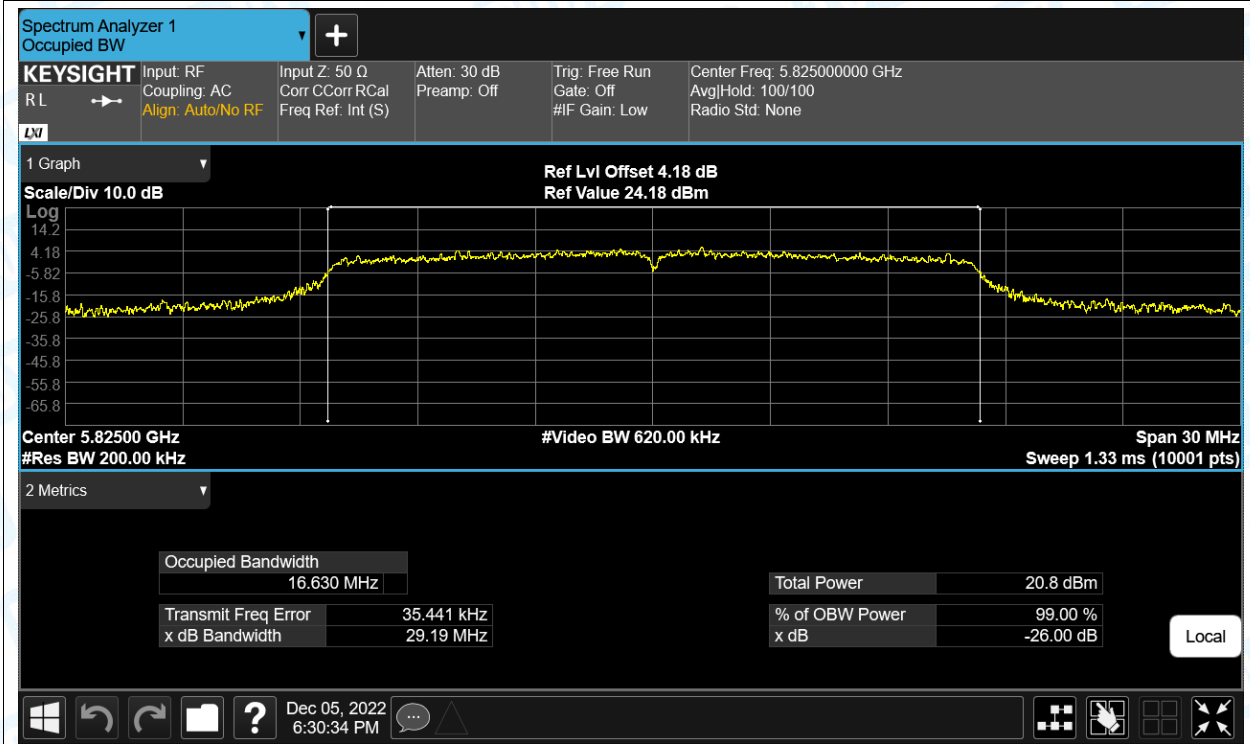 Spectrum Analyzer 1
Occupied BW
KEYSIGHT
R L
LXI
Input: RF
Coupling: AC
Align: Auto/No RF
Input Z: 50 Ω
Corr CCorr RCal
Freq Ref: Int (S)
Atten: 30 dB
Preamp: Off
Trig: Free Run
Gate: Off
#IF Gain: Low
Center Freq: 5.825000000 GHz
Avg|Hold: 100/100
Radio Std: None
1 Graph
Scale/Div 10.0 dB
Ref Lvl Offset 4.18 dB
Ref Value 24.18 dBm
Log
14.2
4.18
-5.82
-15.8
-25.8
-35.8
-45.8
-55.8
-65.8
Center 5.82500 GHz
#Res BW 200.00 kHz
#Video BW 620.00 kHz
Span 30 MHz
Sweep 1.33 ms (10001 pts)
2 Metrics
Occupied Bandwidth
16.630 MHz
Transmit Freq Error 35.441 kHz
x dB Bandwidth 29.19 MHz
Total Power 20.8 dBm
% of OBW Power 99.00 %
x dB -26.00 dB
Local
?
Dec 05, 2022
6:30:34 PM